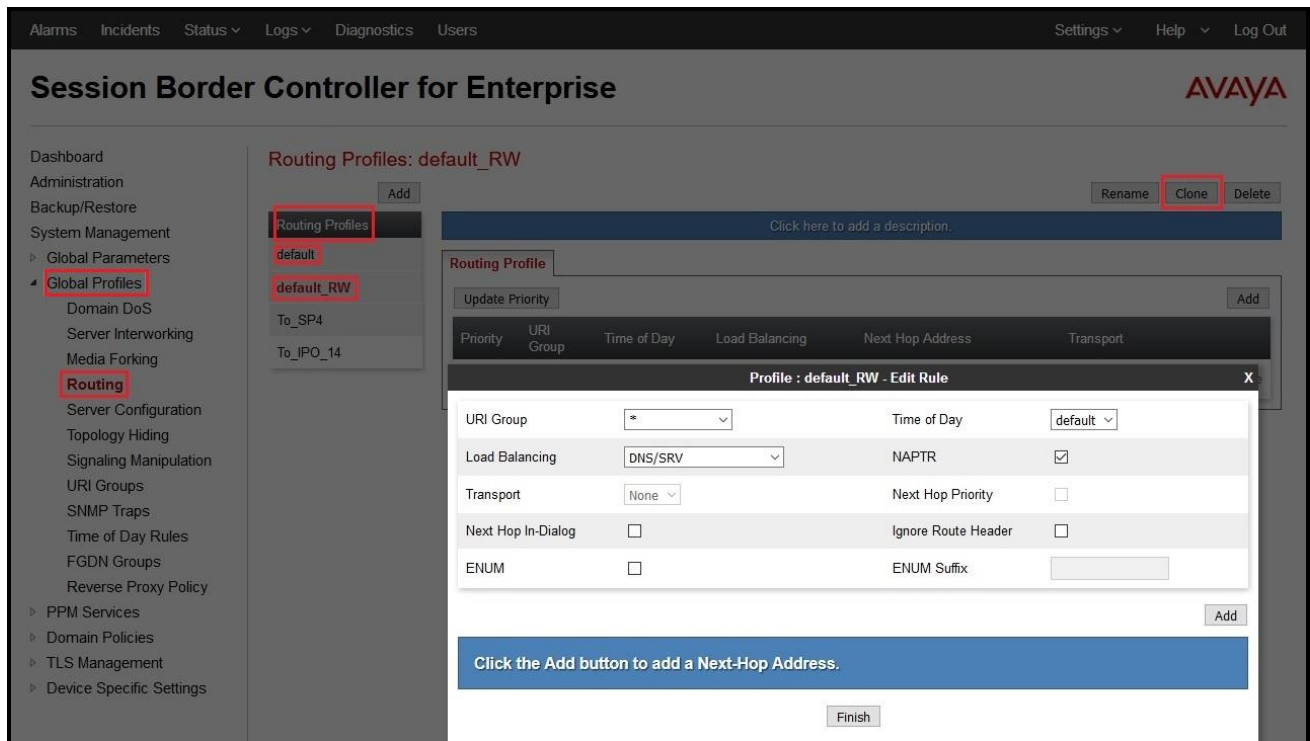 Alarms Incidents Status Logs Diagnostics Users Settings Help Log Out
Session Border Controller for Enterprise
AVAYA
Dashboard
Administration
Backup/Restore
System Management
Global Parameters
Global Profiles
Domain DoS
Server Interworking
Media Forking
Routing
Server Configuration
Topology Hiding
Signaling Manipulation
URI Groups
SNMP Traps
Time of Day Rules
FGDN Groups
Reverse Proxy Policy
PPM Services
Domain Policies
TLS Management
Device Specific Settings
Routing Profiles: default_RW
Add
Rename Clone Delete
Routing Profiles
default
default_RW
To_SP4
To_IPO_14
Click here to add a description.
Routing Profile
Update Priority Add
Priority URI Group Time of Day Load Balancing Next Hop Address Transport
Profile : default_RW - Edit Rule X
URI Group * Time of Day default
Load Balancing DNS/SRV NAPTR
Transport None Next Hop Priority
Next Hop In-Dialog Ignore Route Header
ENUM ENUM Suffix
Add
Click the Add button to add a Next-Hop Address.
Finish